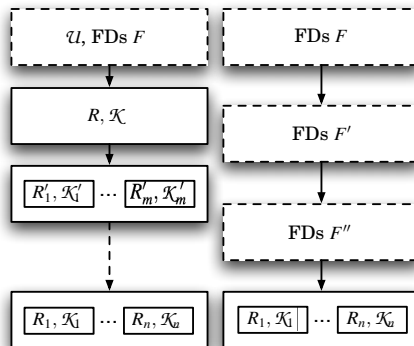 𝒰, FDs F
R, 𝒦
R′₁, 𝒦′₁ ··· R′ₘ, 𝒦′ₘ
R₁, 𝒦₁ ··· Rₙ, 𝒦ₙ
FDs F
FDs F′
FDs F″
R₁, 𝒦₁ ··· Rₙ, 𝒦ₙ